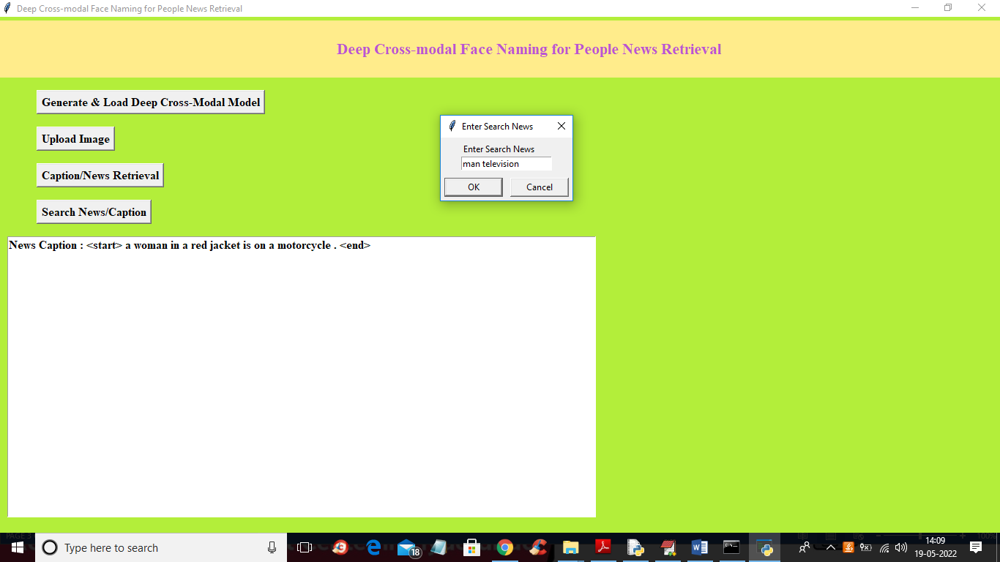 Deep Cross-modal Face Naming for People News Retrieval
Deep Cross-modal Face Naming for People News Retrieval
Generate & Load Deep Cross-Modal Model
Upload Image
Caption/News Retrieval
Search News/Caption
Enter Search News
Enter Search News
man television
OK
Cancel
News Caption : <start> a woman in a red jacket is on a motorcycle . <end>
Type here to search
18
14:09
19-05-2022
100%